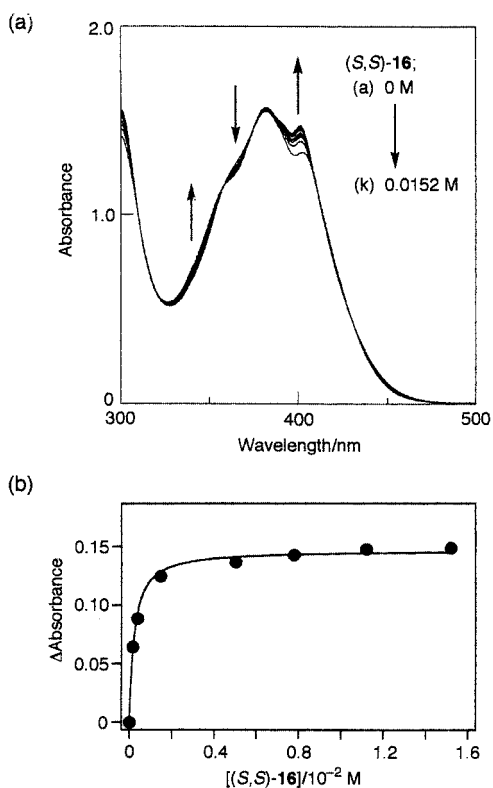 (a)
2.0
1.0
0
Absorbance
(S,S)-16;
(a) 0 M
(k) 0.0152 M
300
400
500
Wavelength/nm
(b)
0.15
0.10
0.05
0
ΔAbsorbance
0
0.4
0.8
1.2
1.6
[(S,S)-16]/10⁻² M